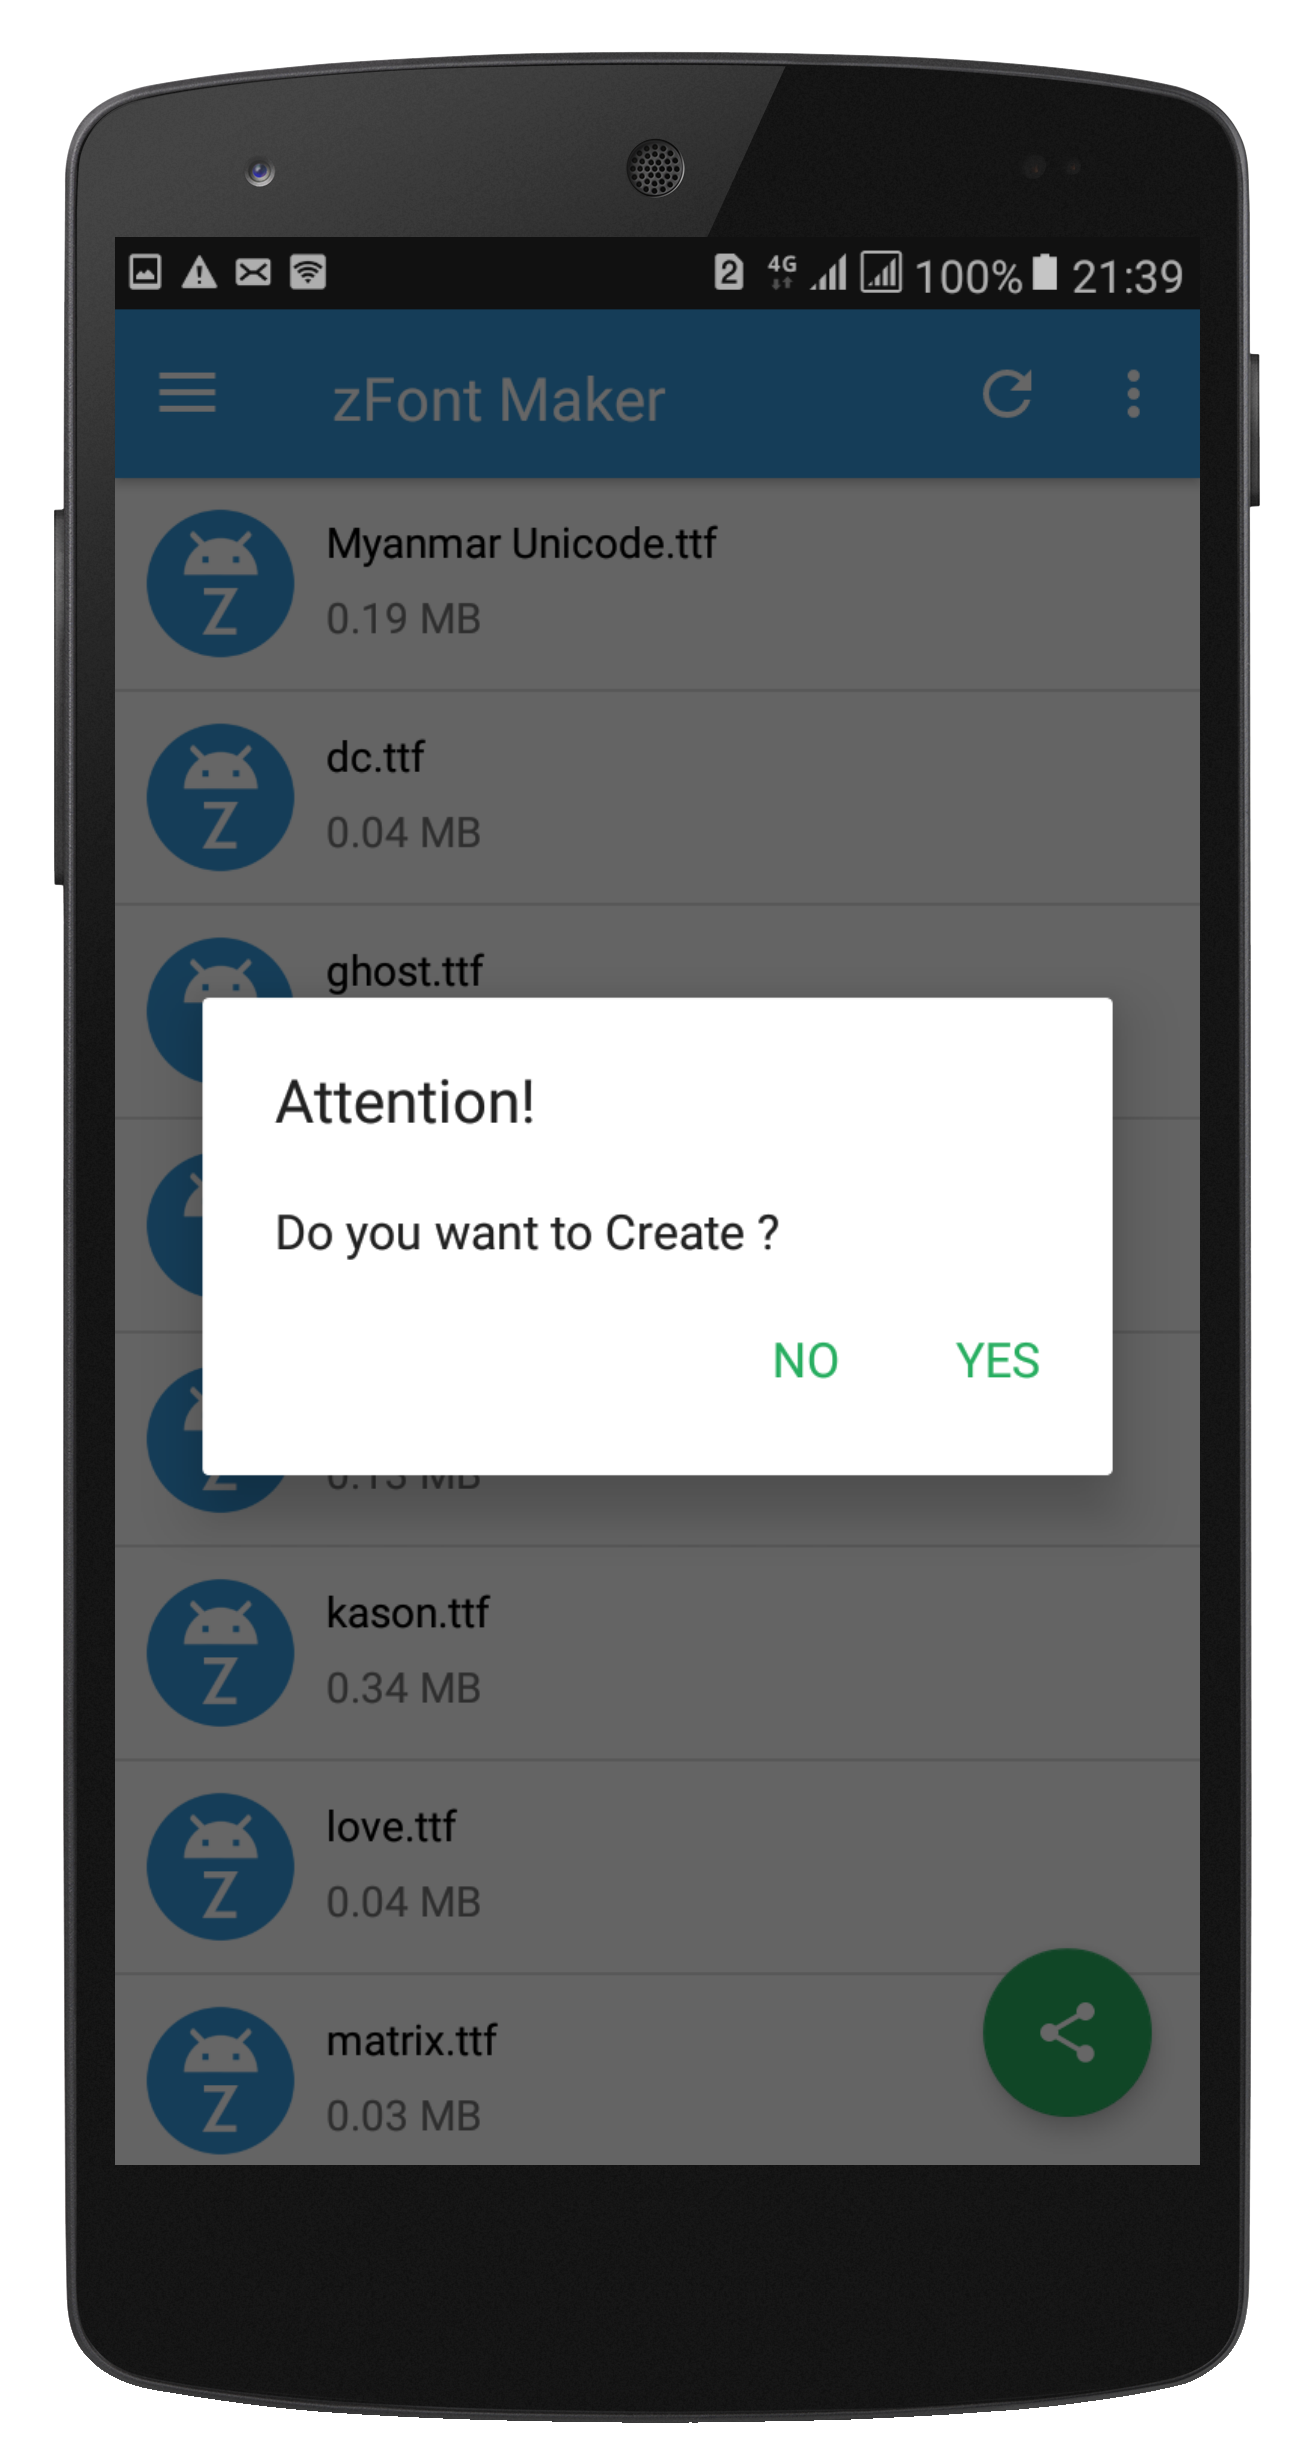 2 4G 100% 21:39
zFont Maker
Myanmar Unicode.ttf
0.19 MB
dc.ttf
0.04 MB
ghost.ttf
Attention!
Do you want to Create ?
NO YES
kason.ttf
0.34 MB
love.ttf
0.04 MB
matrix.ttf
0.03 MB